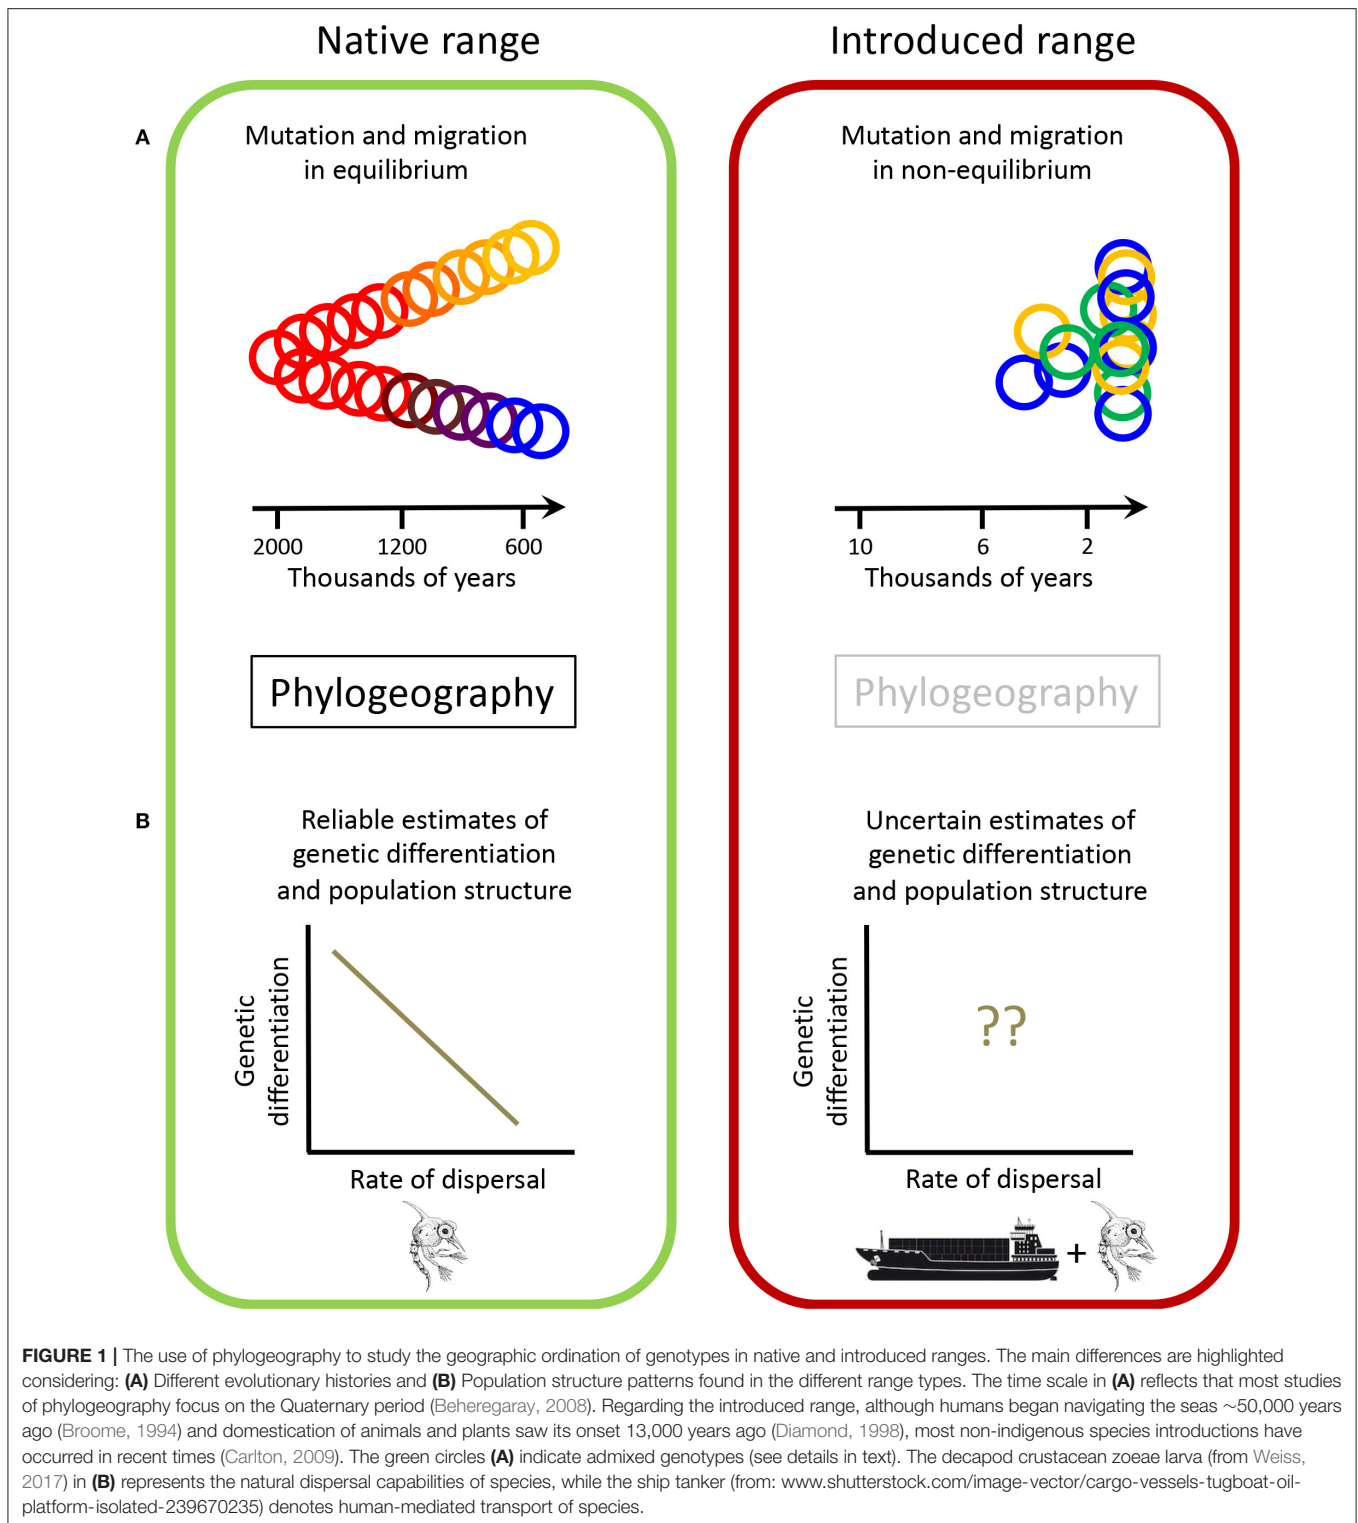 Native range
Introduced range
A
Mutation and migration
in equilibrium
Mutation and migration
in non-equilibrium
2000 1200 600
Thousands of years
10 6 2
Thousands of years
Phylogeography
Phylogeography
B
Reliable estimates of
genetic differentiation
and population structure
Uncertain estimates of
genetic differentiation
and population structure
Genetic
differentiation
Rate of dispersal
Genetic
differentiation
??
Rate of dispersal
+
FIGURE 1 | The use of phylogeography to study the geographic ordination of genotypes in native and introduced ranges. The main differences are highlighted
considering: (A) Different evolutionary histories and (B) Population structure patterns found in the different range types. The time scale in (A) reflects that most studies
of phylogeography focus on the Quaternary period (Beheregaray, 2008). Regarding the introduced range, although humans began navigating the seas ~50,000 years
ago (Broome, 1994) and domestication of animals and plants saw its onset 13,000 years ago (Diamond, 1998), most non-indigenous species introductions have
occurred in recent times (Carlton, 2009). The green circles (A) indicate admixed genotypes (see details in text). The decapod crustacean zoeae larva (from Weiss,
2017) in (B) represents the natural dispersal capabilities of species, while the ship tanker (from: www.shutterstock.com/image-vector/cargo-vessels-tugboat-oil-
platform-isolated-239670235) denotes human-mediated transport of species.